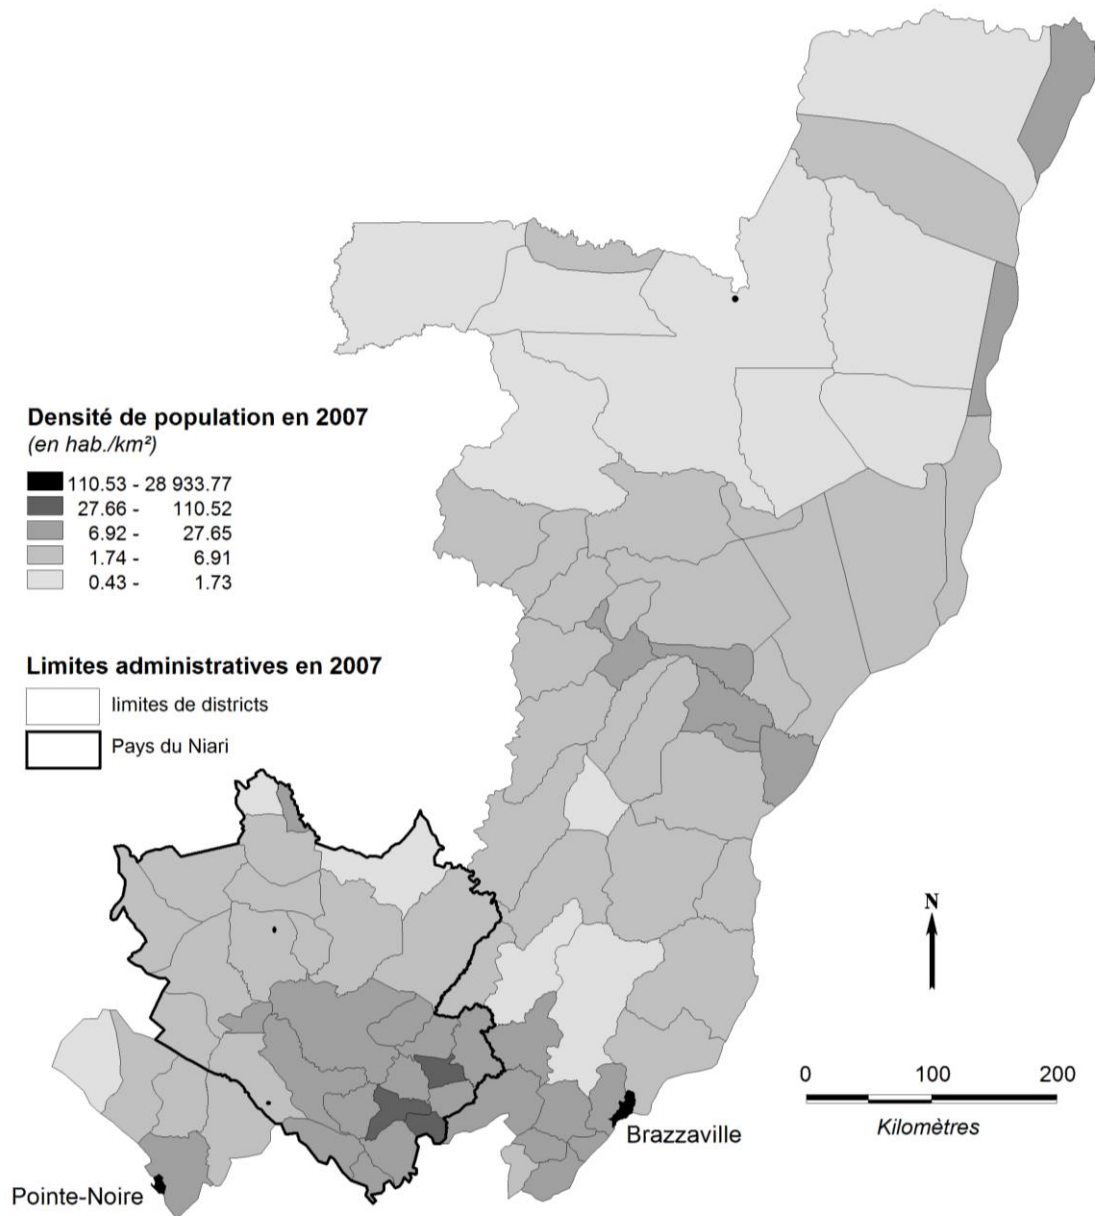 Densité de population en 2007
(en hab./km²)
110.53 - 28 933.77
27.66 - 110.52
6.92 - 27.65
1.74 - 6.91
0.43 - 1.73
Limites administratives en 2007
limites de districts
Pays du Niari
N
0 100 200
Kilomètres
Brazzaville
Pointe-Noire